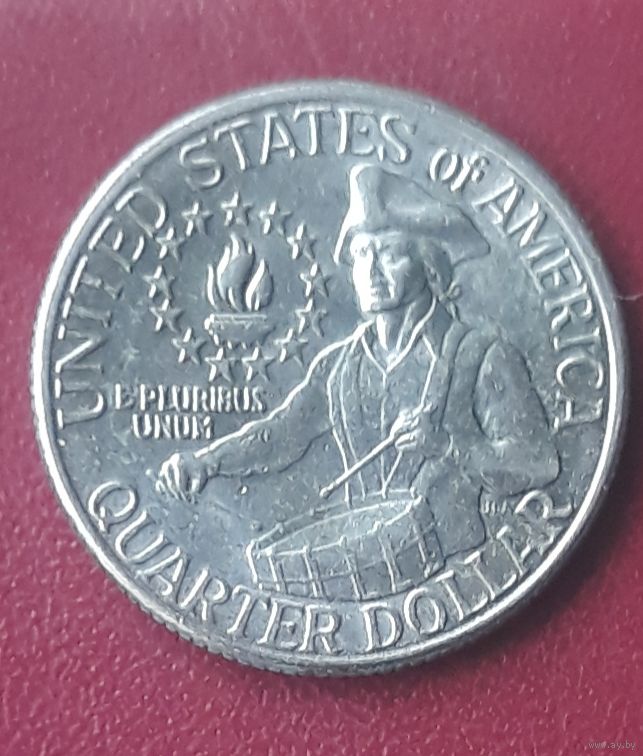 UNITED STATES of AMERICA
E PLURIBUS
UNUM
QUARTER DOLLAR
www.ay.by